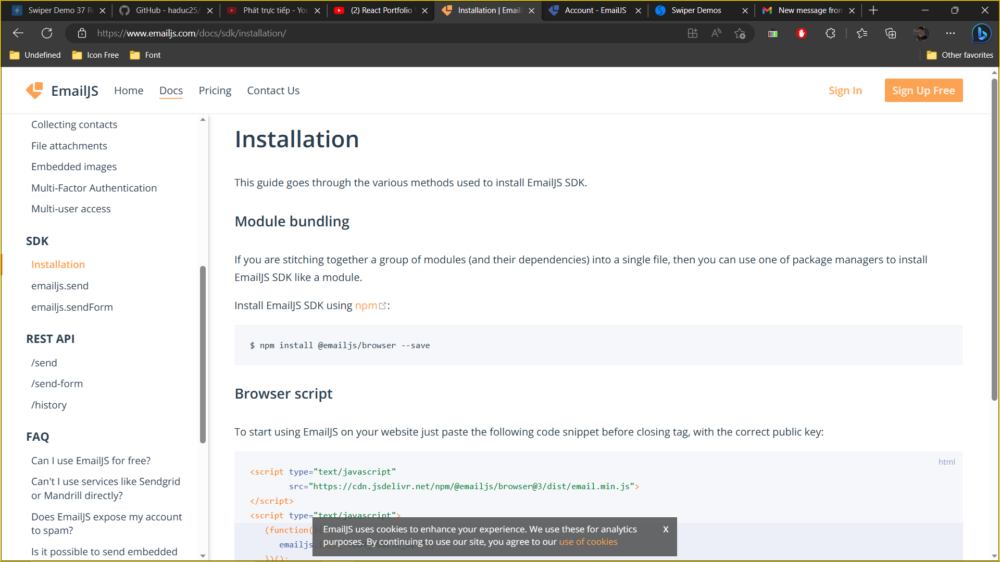 Swiper Demo 37 R
GitHub - haduc25/
Phát trực tiếp - You
(2) React Portfolio
Installation | EmailJ
Account - EmailJS
Swiper Demos
New message from
https://www.emailjs.com/docs/sdk/installation/
Undefined
Icon Free
Font
Other favorites
EmailJS
Home
Docs
Pricing
Contact Us
Sign In
Sign Up Free
Collecting contacts
File attachments
Embedded images
Multi-Factor Authentication
Multi-user access
SDK
Installation
emailjs.send
emailjs.sendForm
REST API
/send
/send-form
/history
FAQ
Can I use EmailJS for free?
Can't I use services like Sendgrid
or Mandrill directly?
Does EmailJS expose my account
to spam?
Is it possible to send embedded
Installation
This guide goes through the various methods used to install EmailJS SDK.
Module bundling
If you are stitching together a group of modules (and their dependencies) into a single file, then you can use one of package managers to install
EmailJS SDK like a module.
Install EmailJS SDK using npm:
$ npm install @emailjs/browser --save
Browser script
To start using EmailJS on your website just paste the following code snippet before closing tag, with the correct public key:
html
<script type="text/javascript"
src="https://cdn.jsdelivr.net/npm/@emailjs/browser@3/dist/email.min.js">
</script>
<script type="text/javascript">
(function()
emailjs.
})();
EmailJS uses cookies to enhance your experience. We use these for analytics
purposes. By continuing to use our site, you agree to our use of cookies
X